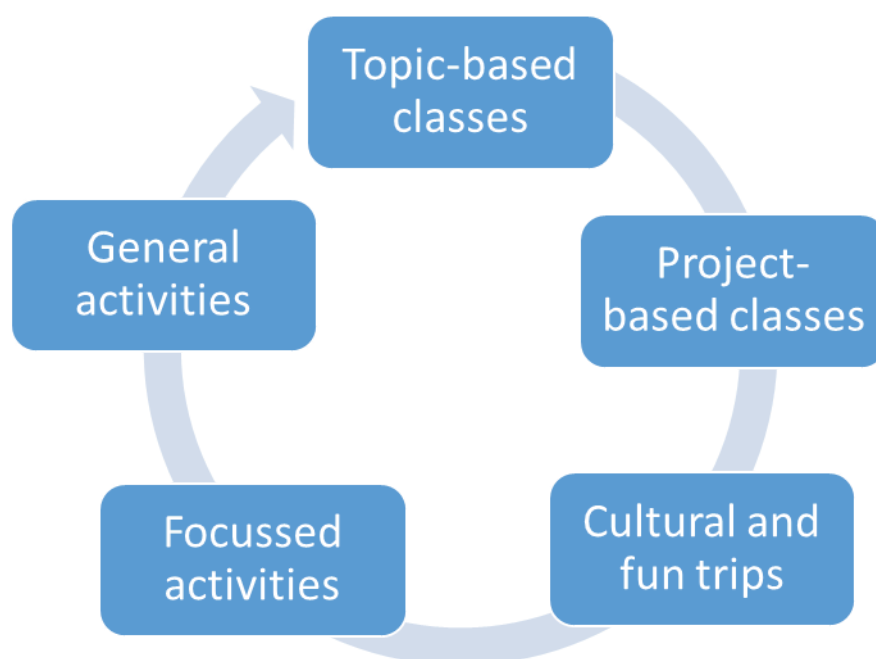 Topic-based
classes
Project-
based classes
Cultural and
fun trips
Focussed
activities
General
activities